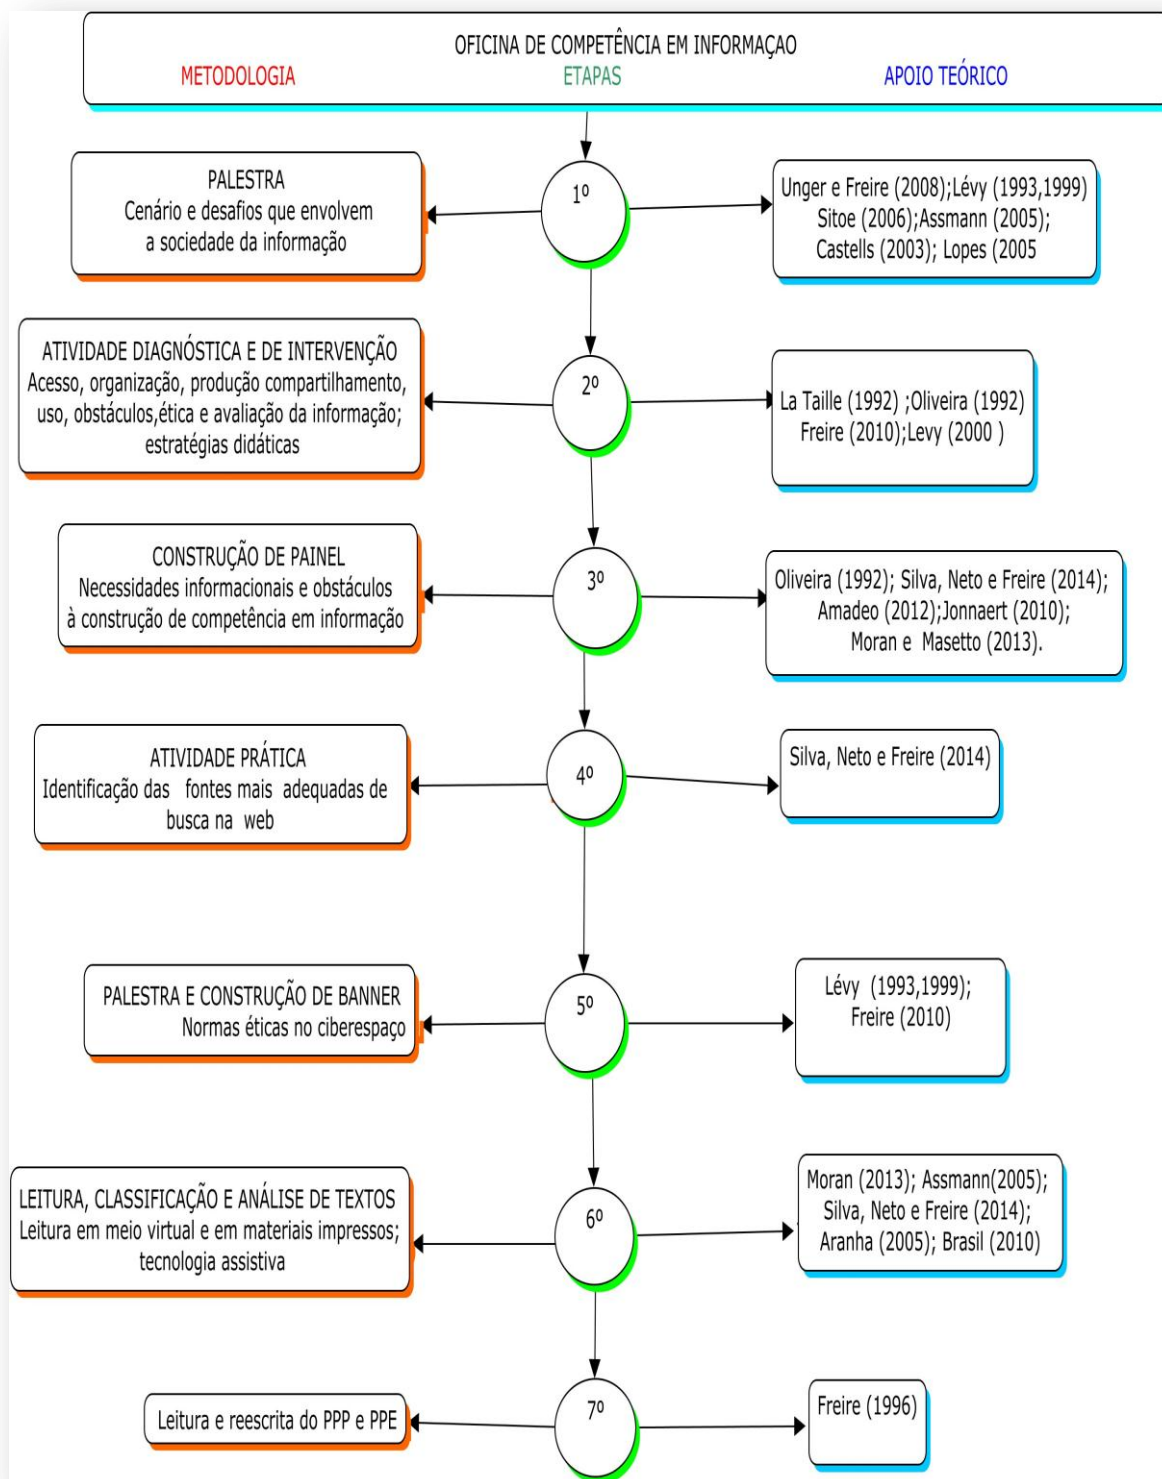 OFICINA DE COMPETÊNCIA EM INFORMAÇAO
METODOLOGIA ETAPAS APOIO TEÓRICO
PALESTRA
Cenário e desafios que envolvem
a sociedade da informação
1º
Unger e Freire (2008);Lévy (1993,1999)
Sitoe (2006);Assmann (2005);
Castells (2003); Lopes (2005
ATIVIDADE DIAGNÓSTICA E DE INTERVENÇÃO
Acesso, organização, produção compartilhamento,
uso, obstáculos,ética e avaliação da informação;
estratégias didáticas
2º
La Taille (1992) ;Oliveira (1992)
Freire (2010);Levy (2000 )
CONSTRUÇÃO DE PAINEL
Necessidades informacionais e obstáculos
à construção de competência em informação
3º
Oliveira (1992); Silva, Neto e Freire (2014);
Amadeo (2012);Jonnaert (2010);
Moran e Masetto (2013).
ATIVIDADE PRÁTICA
Identificação das fontes mais adequadas de
busca na web
4º
Silva, Neto e Freire (2014)
PALESTRA E CONSTRUÇÃO DE BANNER
Normas éticas no ciberespaço
5º
Lévy (1993,1999);
Freire (2010)
LEITURA, CLASSIFICAÇÃO E ANÁLISE DE TEXTOS
Leitura em meio virtual e em materiais impressos;
tecnologia assistiva
6º
Moran (2013); Assmann(2005);
Silva, Neto e Freire (2014);
Aranha (2005); Brasil (2010)
Leitura e reescrita do PPP e PPE
7º
Freire (1996)